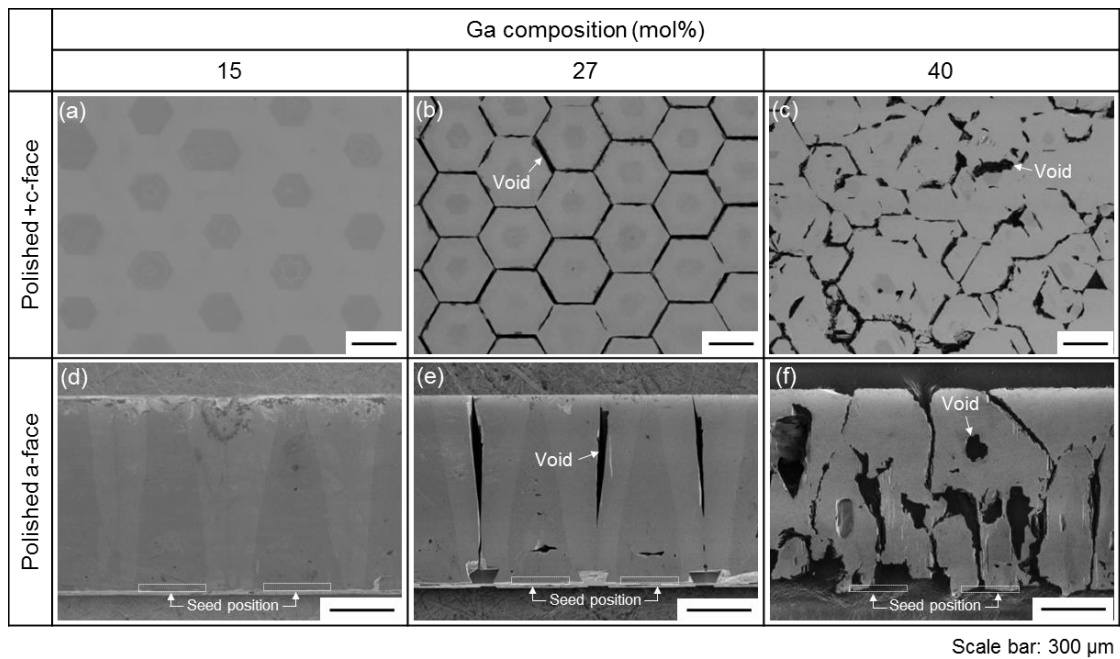 Ga composition (mol%)
15
27
40
Polished +c-face
(a)
(b)
Void
(c)
Void
Polished a-face
(d)
Seed position
(e)
Void
Seed position
(f)
Void
Seed position
Scale bar: 300 μm